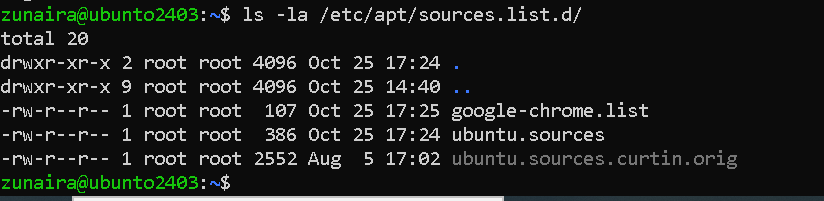 zunaira@ubunto2403:~$ ls -la /etc/apt/sources.list.d/
total 20
drwxr-xr-x 2 root root 4096 Oct 25 17:24 .
drwxr-xr-x 9 root root 4096 Oct 25 14:40 ..
-rw-r--r-- 1 root root  107 Oct 25 17:25 google-chrome.list
-rw-r--r-- 1 root root  386 Oct 25 17:24 ubuntu.sources
-rw-r--r-- 1 root root 2552 Aug  5 17:02 ubuntu.sources.curtin.orig
zunaira@ubunto2403:~$